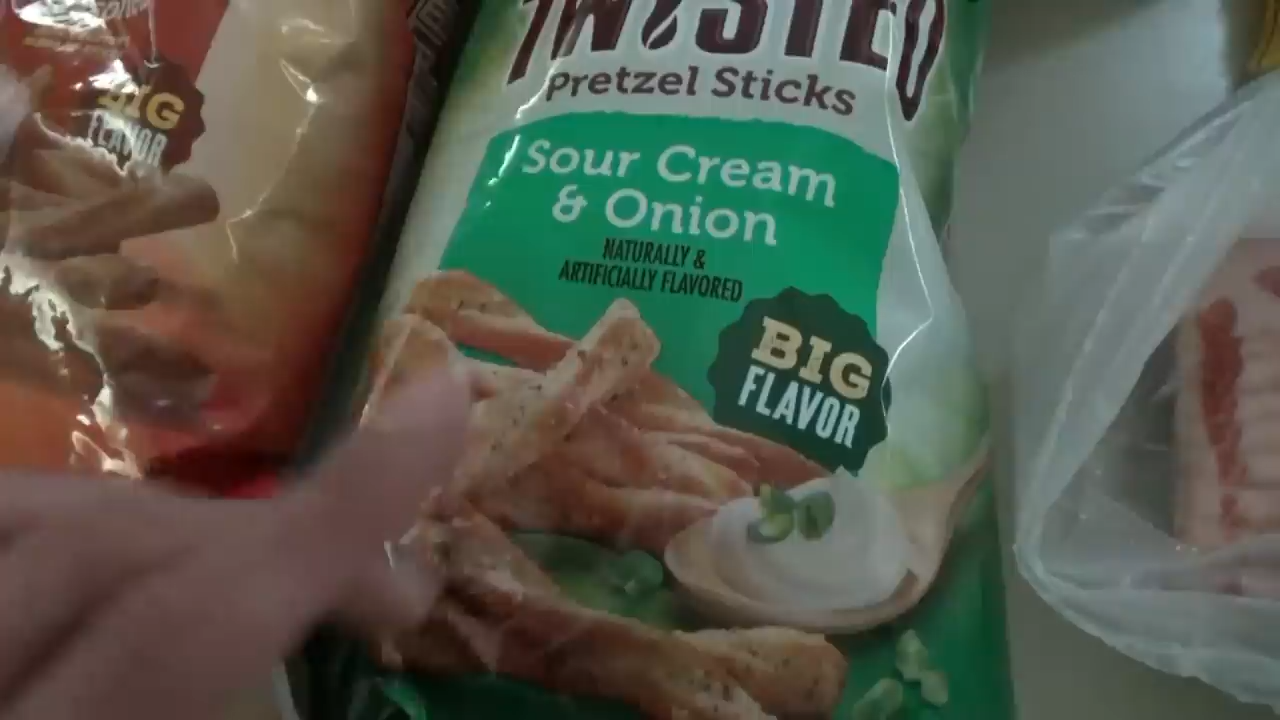 TWISTED
Pretzel Sticks
Sour Cream
& Onion
NATURALLY &
ARTIFICIALLY FLAVORED
BIG
FLAVOR
BIG
FLAVOR